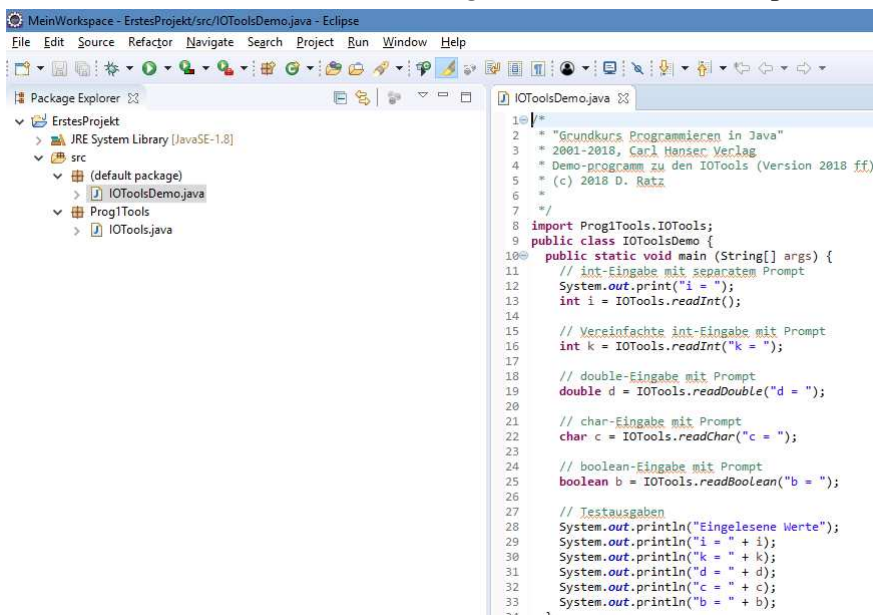 MeinWorkspace - ErstesProjekt/src/IOToolsDemo.java - Eclipse
File Edit Source Refactor Navigate Search Project Run Window Help
Package Explorer
ErstesProjekt
JRE System Library [JavaSE-1.8]
src
(default package)
IOToolsDemo.java
Prog1Tools
IOTools.java
IOToolsDemo.java
1 /*
2 * "Grundkurs Programmieren in Java"
3 * 2001-2018, Carl Hanser Verlag
4 * Demo-programm zu den IOTools (Version 2018 ff)
5 * (c) 2018 D. Ratz
6 *
7 */
8 import Prog1Tools.IOTools;
9 public class IOToolsDemo {
10 public static void main (String[] args) {
11 // int-Eingabe mit separatem Prompt
12 System.out.print("i = ");
13 int i = IOTools.readInt();
14
15 // Vereinfachte int-Eingabe mit Prompt
16 int k = IOTools.readInt("k = ");
17
18 // double-Eingabe mit Prompt
19 double d = IOTools.readDouble("d = ");
20
21 // char-Eingabe mit Prompt
22 char c = IOTools.readChar("c = ");
23
24 // boolean-Eingabe mit Prompt
25 boolean b = IOTools.readBoolean("b = ");
26
27 // Testausgaben
28 System.out.println("Eingelesene Werte");
29 System.out.println("i = " + i);
30 System.out.println("k = " + k);
31 System.out.println("d = " + d);
32 System.out.println("c = " + c);
33 System.out.println("b = " + b);